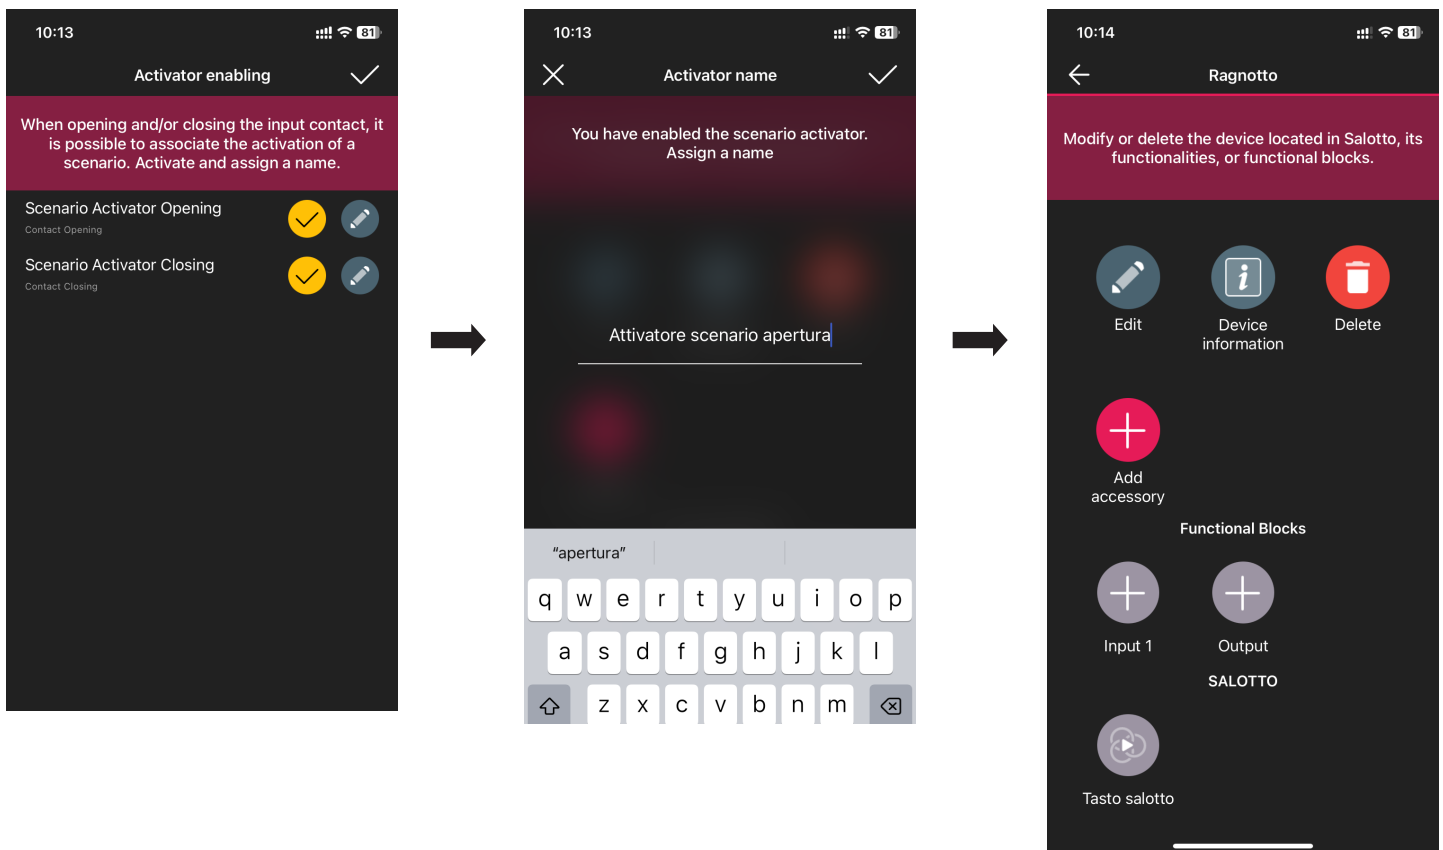 10:13
81
Activator enabling
When opening and/or closing the input contact, it
is possible to associate the activation of a
scenario. Activate and assign a name.
Scenario Activator Opening
Contact Opening
Scenario Activator Closing
Contact Closing
10:13
81
Activator name
You have enabled the scenario activator.
Assign a name
Attivatore scenario apertura
“apertura”
q w e r t y u i o p
a s d f g h j k l
z x c v b n m
10:14
81
Ragnotto
Modify or delete the device located in Salotto, its
functionalities, or functional blocks.
Edit
Device
information
Delete
Add
accessory
Functional Blocks
Input 1
Output
SALOTTO
Tasto salotto